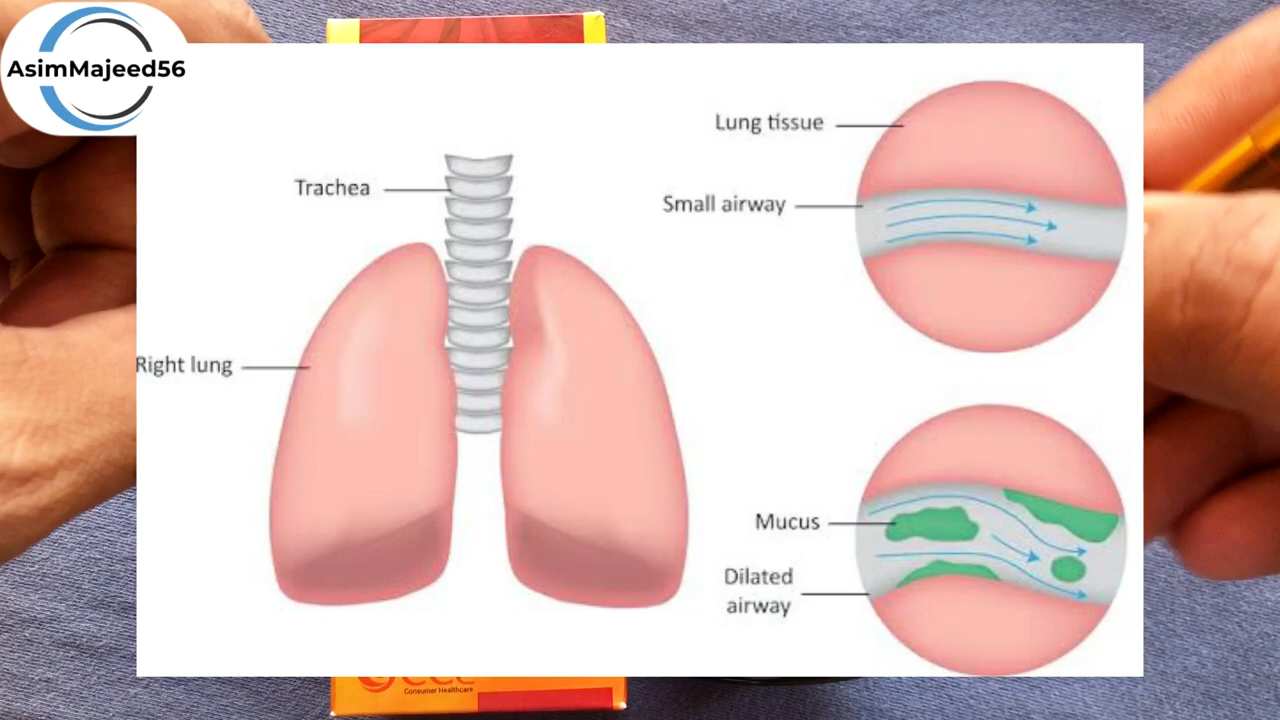 AsimMajeed56
Lung tissue
Trachea
Small airway
Right lung
Mucus
Dilated
airway
Consumer Healthcare